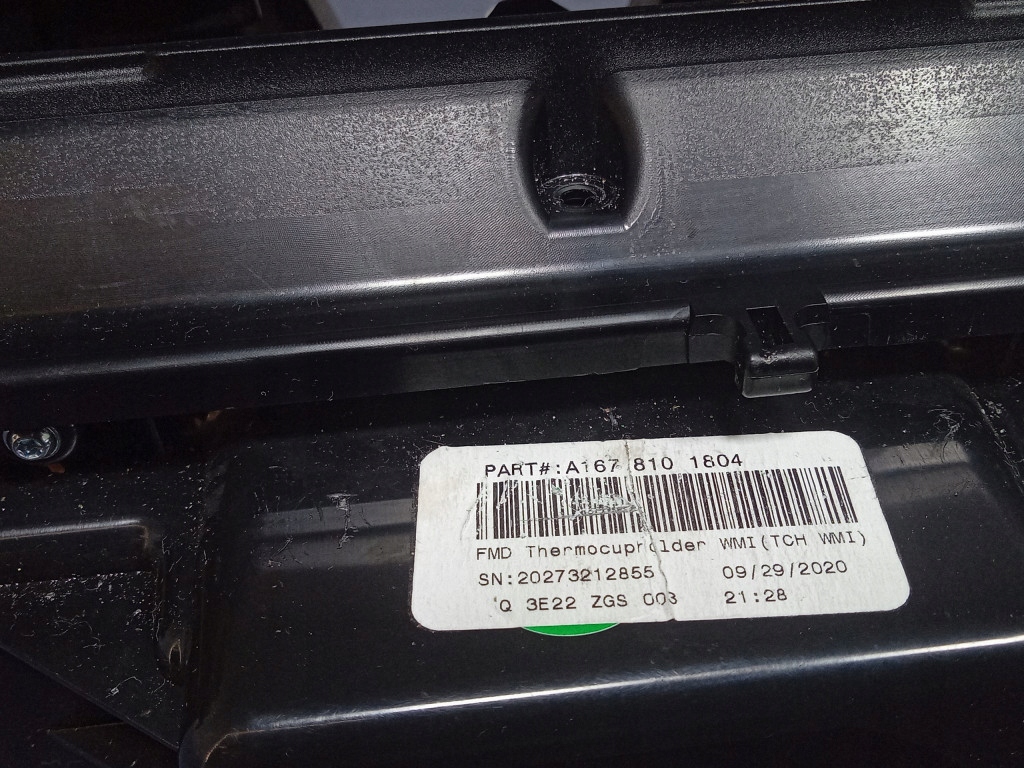 PART#:A167 810 1804
FMD Thermocupholder WMI(TCH WMI)
SN:20273212855 09/29/2020
Q 3E22 ZGS 003 21:28